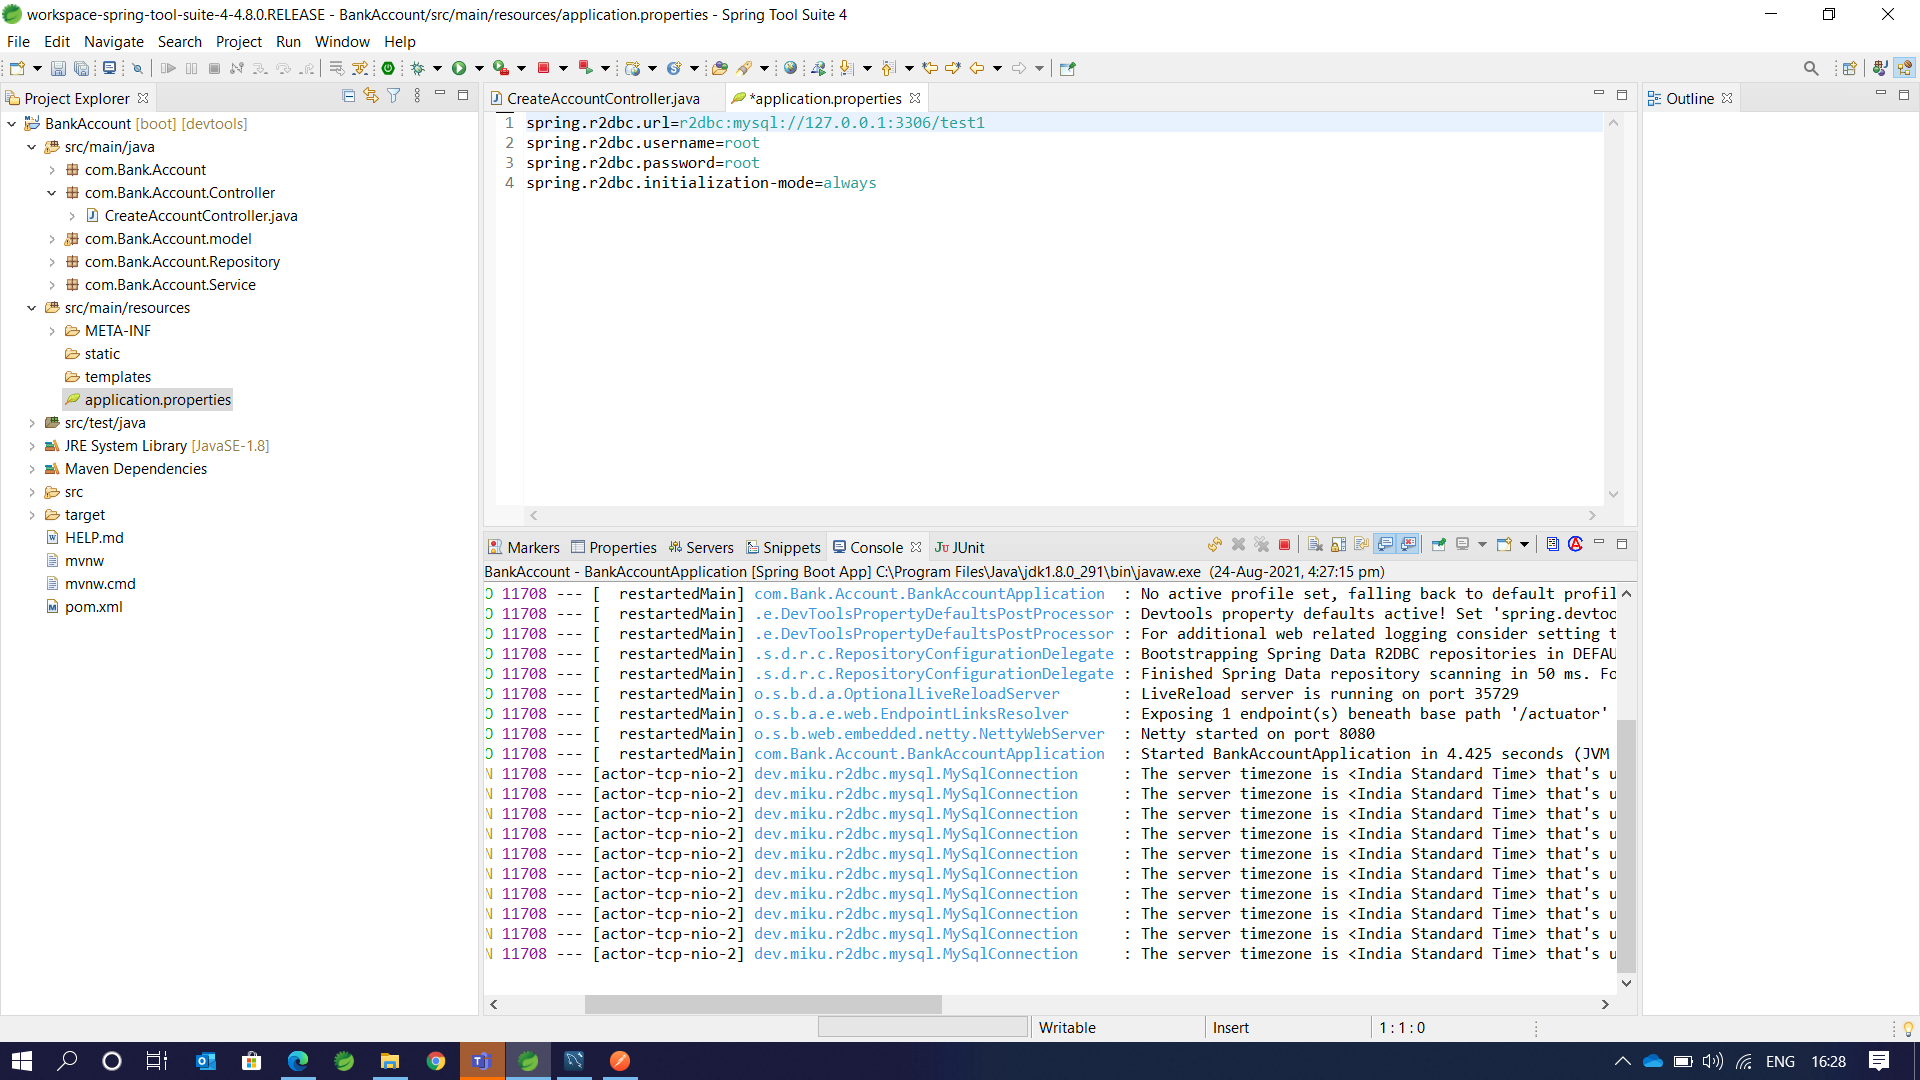 workspace-spring-tool-suite-4-4.8.0.RELEASE - BankAccount/src/main/resources/application.properties - Spring Tool Suite 4
File Edit Navigate Search Project Run Window Help
Project Explorer
BankAccount [boot] [devtools]
src/main/java
com.Bank.Account
com.Bank.Account.Controller
CreateAccountController.java
com.Bank.Account.model
com.Bank.Account.Repository
com.Bank.Account.Service
src/main/resources
META-INF
static
templates
application.properties
src/test/java
JRE System Library [JavaSE-1.8]
Maven Dependencies
src
target
HELP.md
mvnw
mvnw.cmd
pom.xml
CreateAccountController.java *application.properties
1 spring.r2dbc.url=r2dbc:mysql://127.0.0.1:3306/test1
2 spring.r2dbc.username=root
3 spring.r2dbc.password=root
4 spring.r2dbc.initialization-mode=always
Outline
Markers Properties Servers Snippets Console JUnit
BankAccount - BankAccountApplication [Spring Boot App] C:\Program Files\Java\jdk1.8.0_291\bin\javaw.exe (24-Aug-2021, 4:27:15 pm)
O 11708 --- [  restartedMain] com.Bank.Account.BankAccountApplication  : No active profile set, falling back to default profil
O 11708 --- [  restartedMain] .e.DevToolsPropertyDefaultsPostProcessor : Devtools property defaults active! Set 'spring.devtoo
O 11708 --- [  restartedMain] .e.DevToolsPropertyDefaultsPostProcessor : For additional web related logging consider setting t
O 11708 --- [  restartedMain] .s.d.r.c.RepositoryConfigurationDelegate : Bootstrapping Spring Data R2DBC repositories in DEFAU
O 11708 --- [  restartedMain] .s.d.r.c.RepositoryConfigurationDelegate : Finished Spring Data repository scanning in 50 ms. Fo
O 11708 --- [  restartedMain] o.s.b.d.a.OptionalLiveReloadServer       : LiveReload server is running on port 35729
O 11708 --- [  restartedMain] o.s.b.a.e.web.EndpointLinksResolver      : Exposing 1 endpoint(s) beneath base path '/actuator'
O 11708 --- [  restartedMain] o.s.b.web.embedded.netty.NettyWebServer  : Netty started on port 8080
O 11708 --- [  restartedMain] com.Bank.Account.BankAccountApplication  : Started BankAccountApplication in 4.425 seconds (JVM
N 11708 --- [actor-tcp-nio-2] dev.miku.r2dbc.mysql.MySqlConnection     : The server timezone is <India Standard Time> that's u
N 11708 --- [actor-tcp-nio-2] dev.miku.r2dbc.mysql.MySqlConnection     : The server timezone is <India Standard Time> that's u
N 11708 --- [actor-tcp-nio-2] dev.miku.r2dbc.mysql.MySqlConnection     : The server timezone is <India Standard Time> that's u
N 11708 --- [actor-tcp-nio-2] dev.miku.r2dbc.mysql.MySqlConnection     : The server timezone is <India Standard Time> that's u
N 11708 --- [actor-tcp-nio-2] dev.miku.r2dbc.mysql.MySqlConnection     : The server timezone is <India Standard Time> that's u
N 11708 --- [actor-tcp-nio-2] dev.miku.r2dbc.mysql.MySqlConnection     : The server timezone is <India Standard Time> that's u
N 11708 --- [actor-tcp-nio-2] dev.miku.r2dbc.mysql.MySqlConnection     : The server timezone is <India Standard Time> that's u
N 11708 --- [actor-tcp-nio-2] dev.miku.r2dbc.mysql.MySqlConnection     : The server timezone is <India Standard Time> that's u
N 11708 --- [actor-tcp-nio-2] dev.miku.r2dbc.mysql.MySqlConnection     : The server timezone is <India Standard Time> that's u
N 11708 --- [actor-tcp-nio-2] dev.miku.r2dbc.mysql.MySqlConnection     : The server timezone is <India Standard Time> that's u
Writable Insert 1 : 1 : 0
ENG 16:28